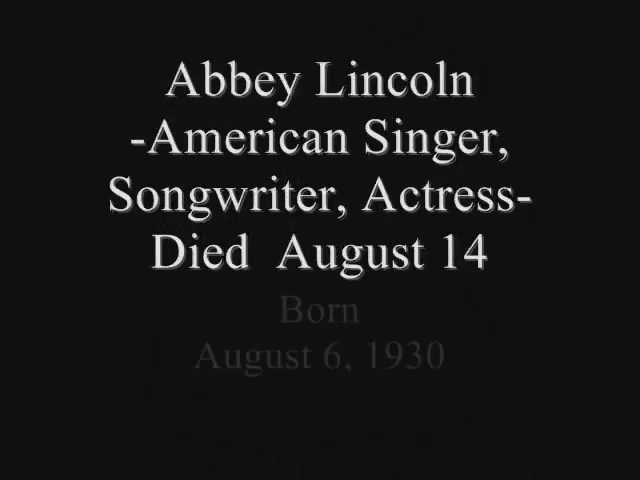 Abbey Lincoln
-American Singer,
Songwriter, Actress-
Died  August 14
Born
August 6, 1930